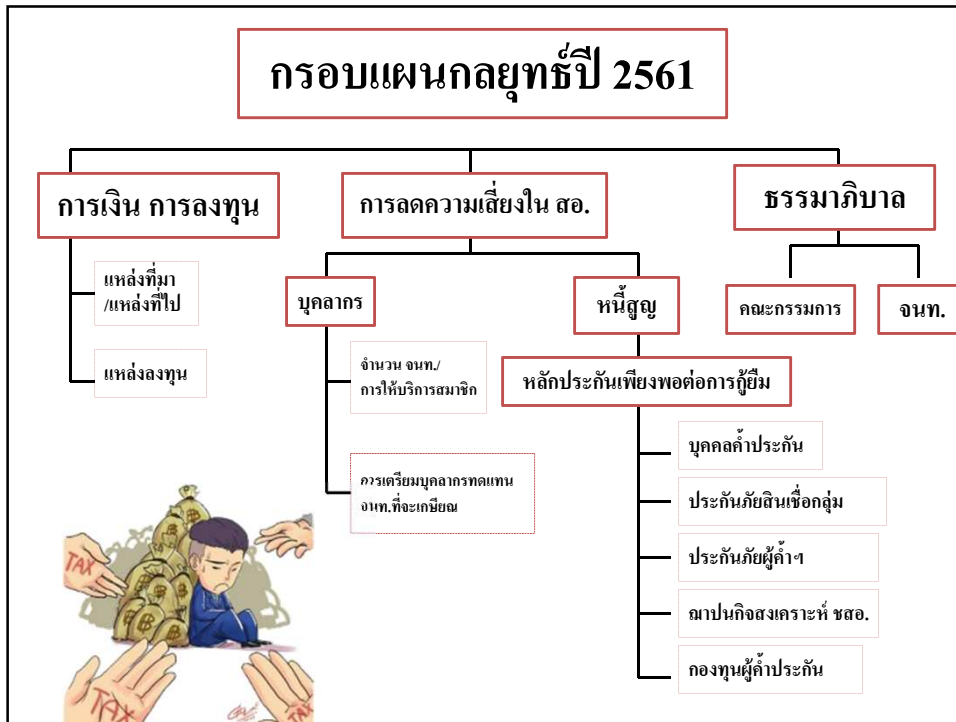 กรอบแผนกลยุทธ์ปี 2561
การเงิน การลงทุน
การลดความเสี่ยงใน สอ.
ธรรมาภิบาล
แหล่งที่มา
/แหล่งที่ไป
แหล่งลงทุน
บุคลากร
จำนวน จนท./
การให้บริการสมาชิก
การเตรียมบุคลากรทดแทน
จนท.ที่จะเกษียณ
หนี้สูญ
หลักประกันเพียงพอต่อการกู้ยืม
บุคคลค้ำประกัน
ประกันภัยสินเชื่อกลุ่ม
ประกันภัยผู้ค้ำฯ
ฌาปนกิจสงเคราะห์ ชสอ.
กองทุนผู้ค้ำประกัน
คณะกรรมการ
จนท.
TAX
TAX
TAX